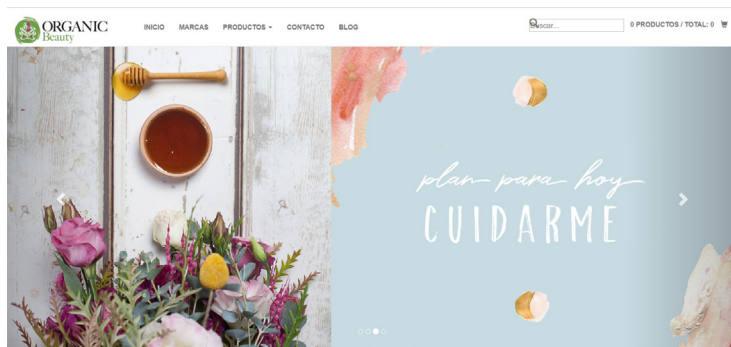 ORGANIC
Beauty
INICIO MARCAS PRODUCTOS CONTACTO BLOG
Buscar...
0 PRODUCTOS / TOTAL: 0
plan para hoy
CUIDARME